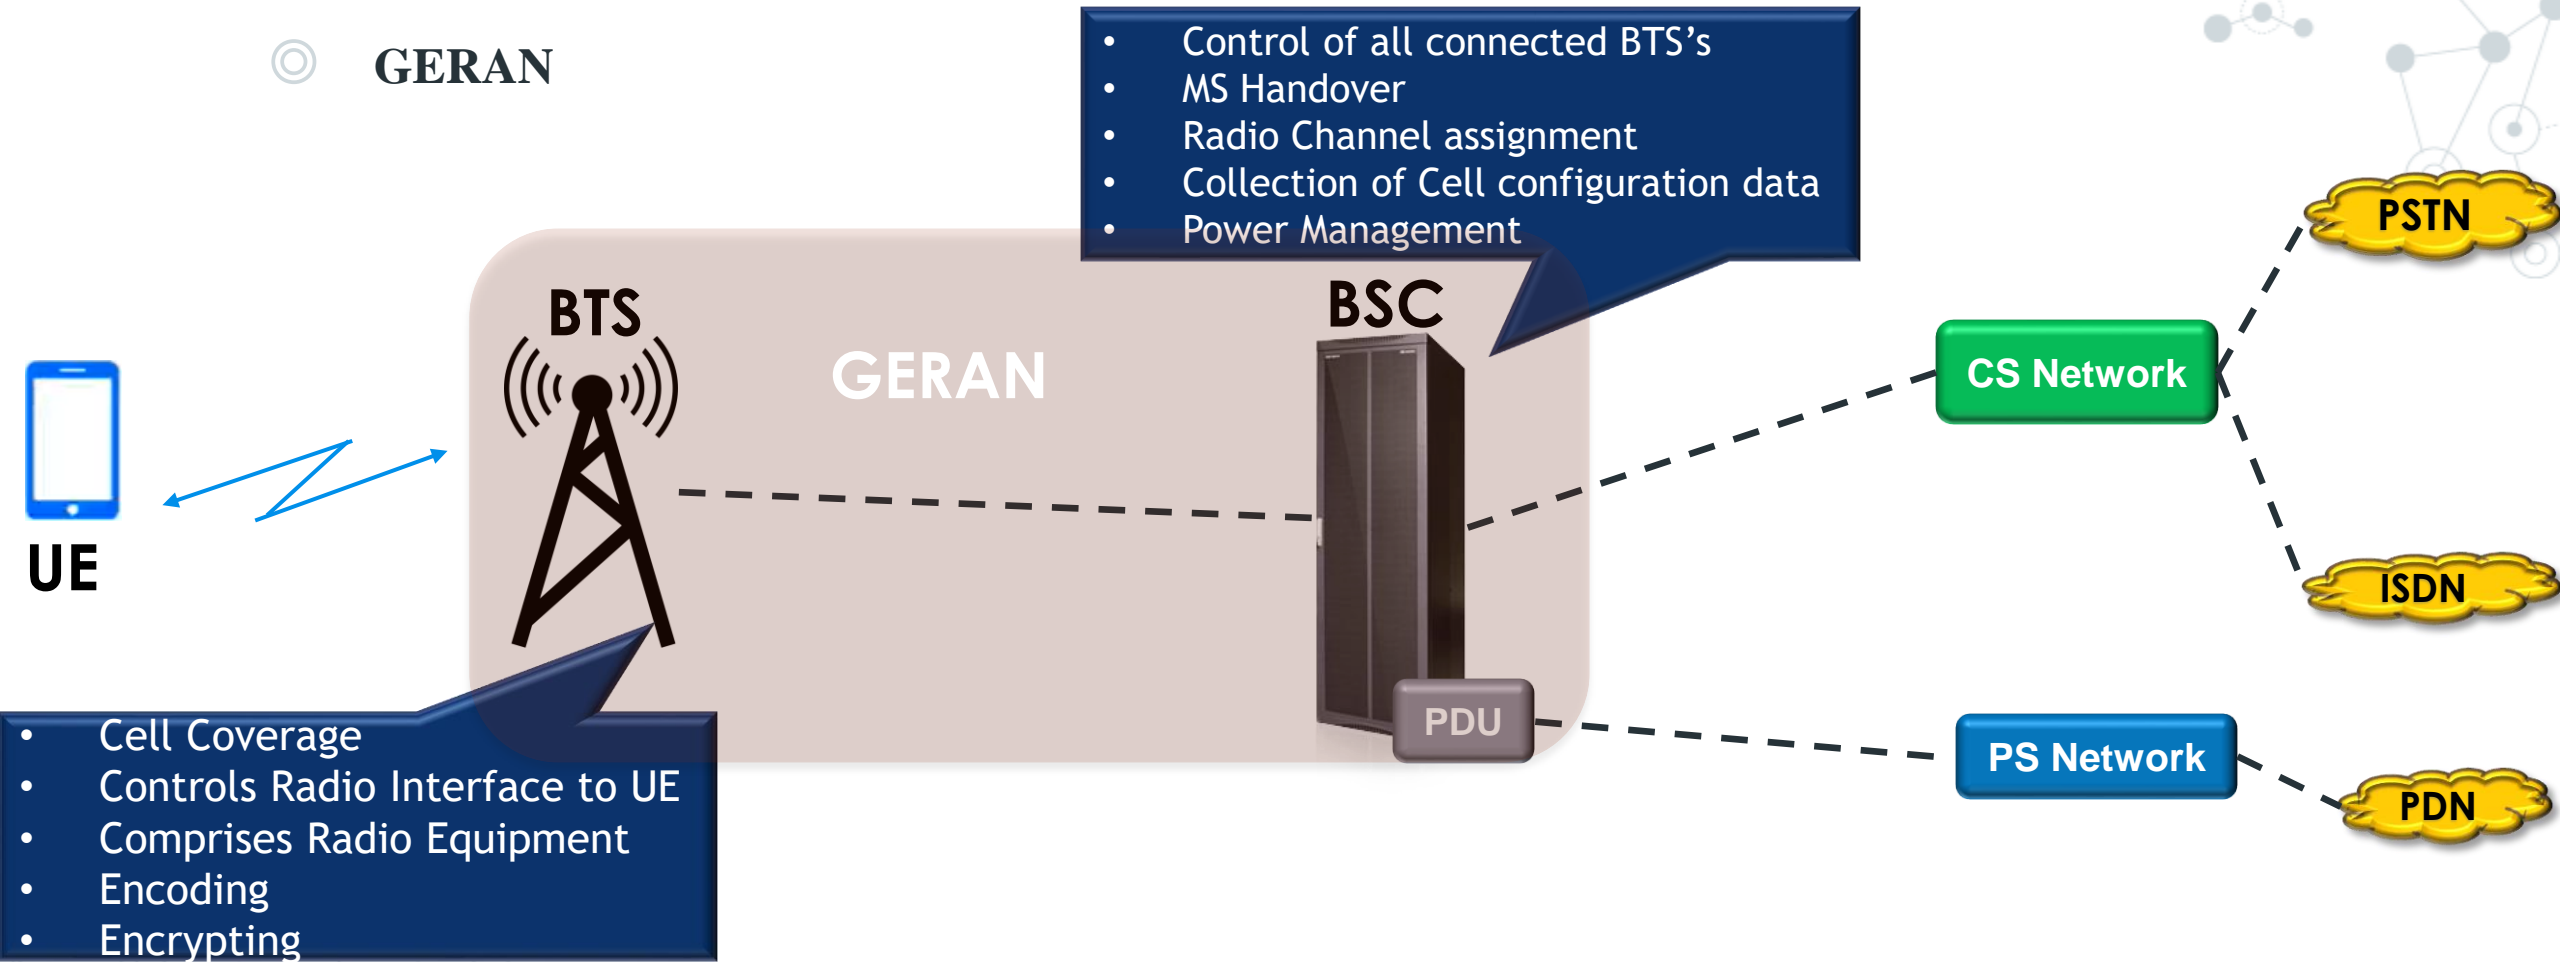 GERAN
• Control of all connected BTS’s
• MS Handover
• Radio Channel assignment
• Collection of Cell configuration data
• Power Management
BTS
GERAN
BSC
UE
CS Network
PSTN
ISDN
PDU
PS Network
PDN
• Cell Coverage
• Controls Radio Interface to UE
• Comprises Radio Equipment
• Encoding
• Encrypting